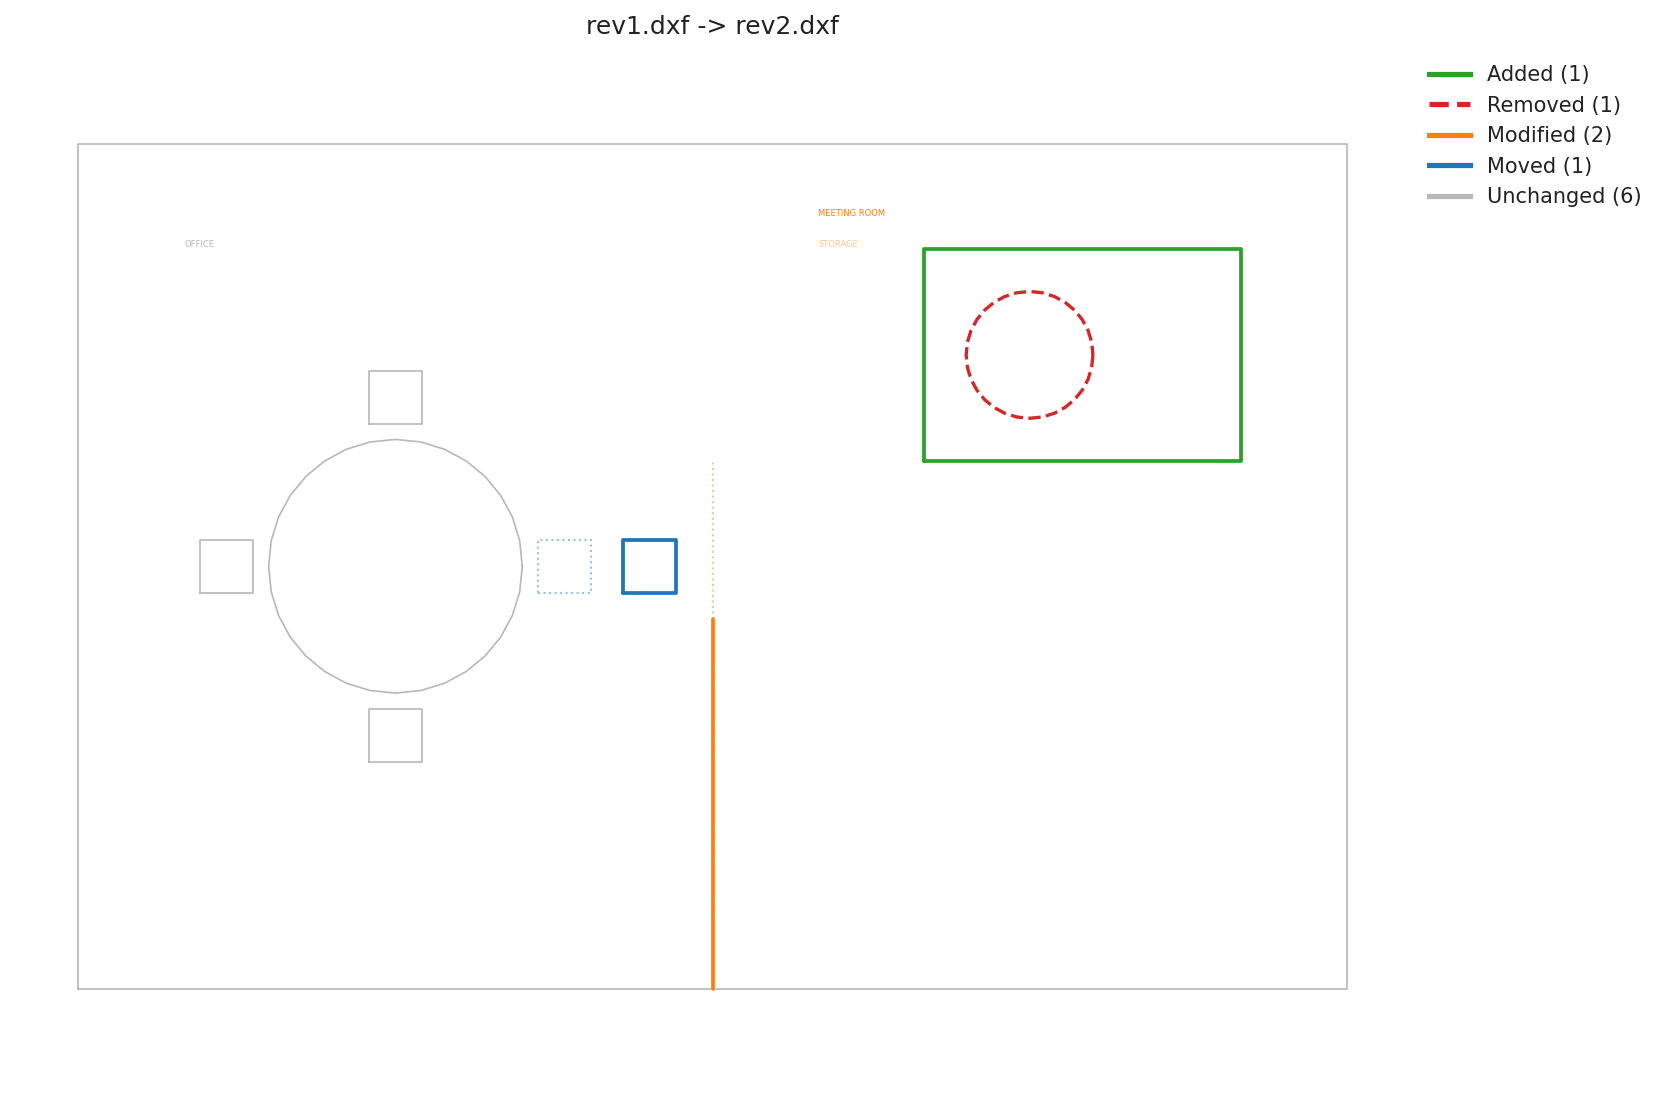 rev1.dxf -> rev2.dxf
Added (1)
Removed (1)
Modified (2)
Moved (1)
Unchanged (6)
MEETING ROOM
OFFICE
STORAGE